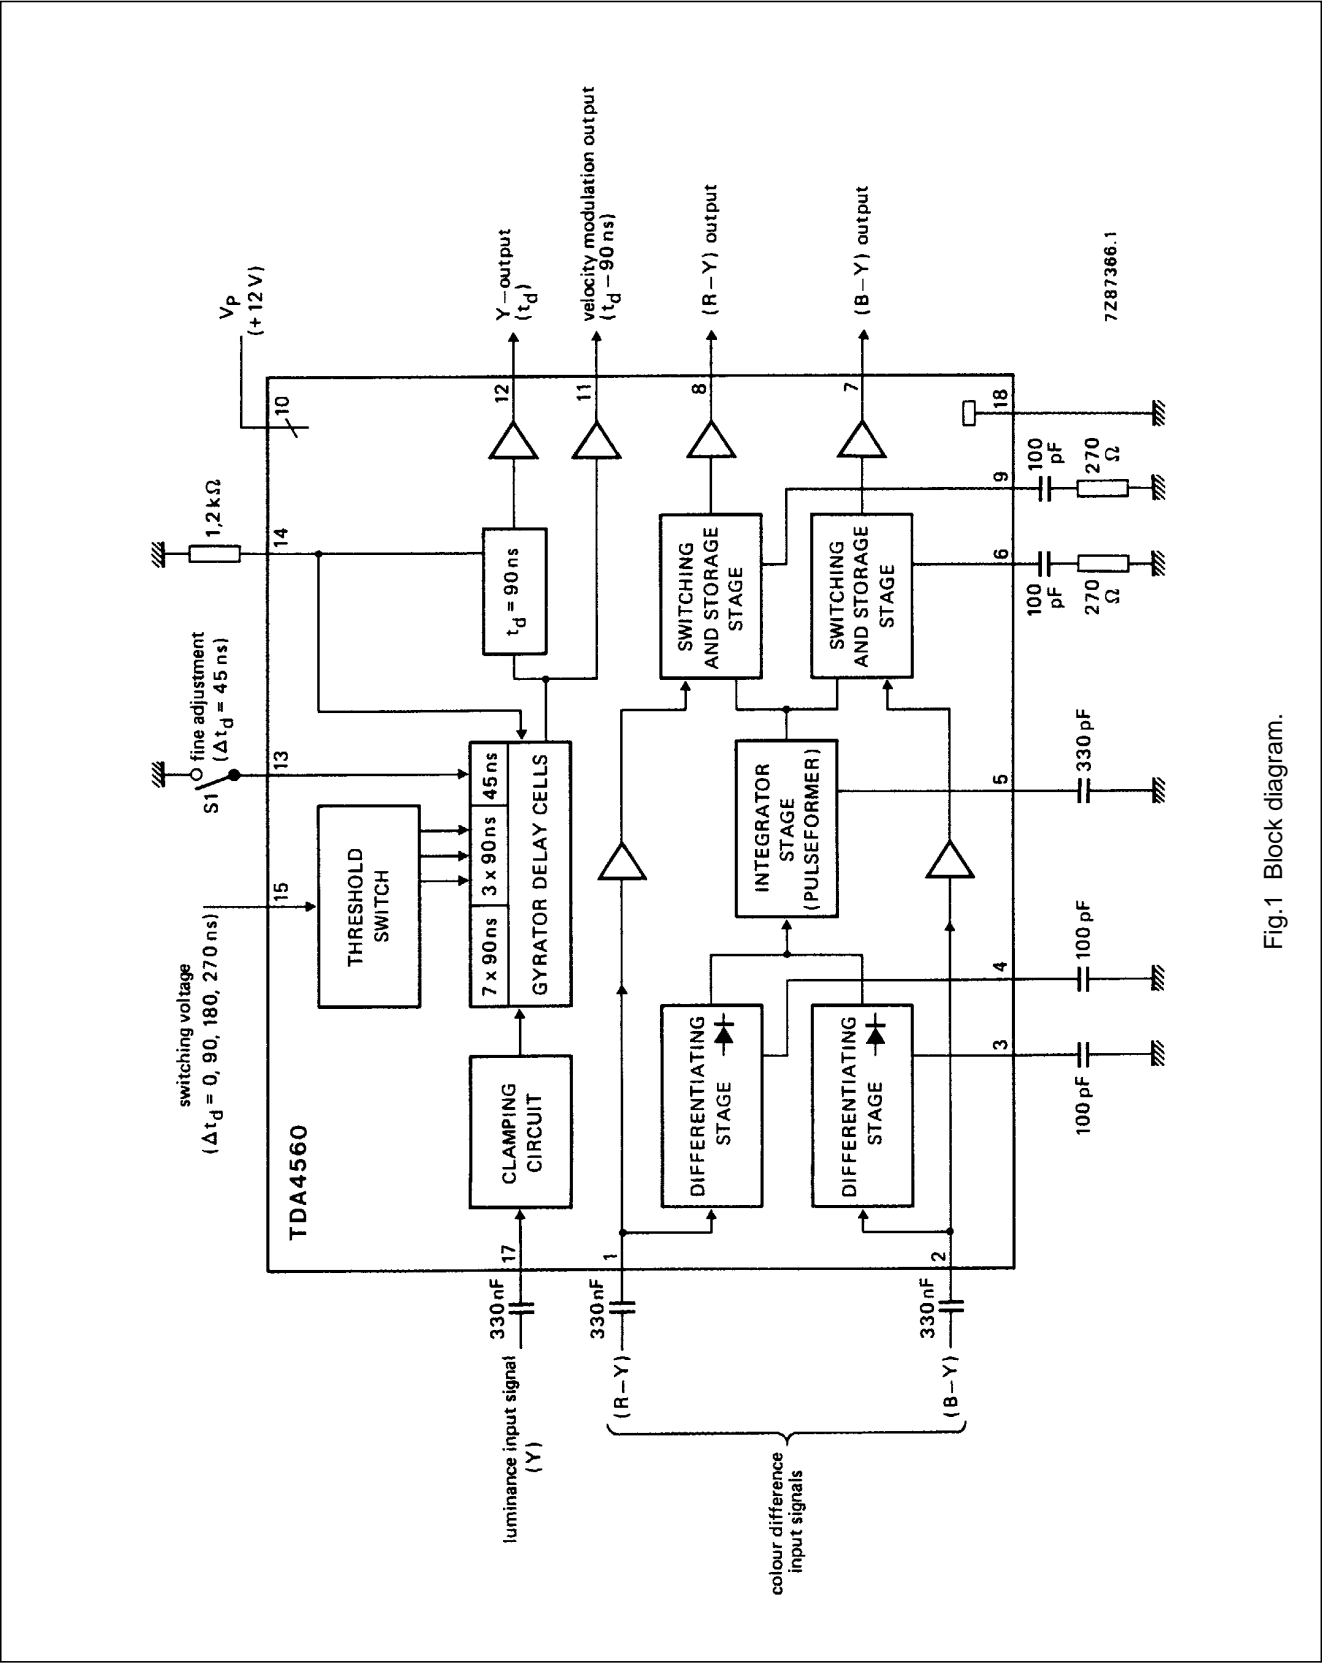 switching voltage
(Δtd = 0, 90, 180, 270 ns)
S1
fine adjustment
(Δtd = 45 ns)
1,2 kΩ
VP
(+ 12 V)
15
13
14
10
TDA4560
THRESHOLD
SWITCH
luminance input signal
(Y)
330 nF
17
CLAMPING
CIRCUIT
7 x 90 ns
3 x 90 ns
45 ns
GYRATOR DELAY CELLS
td = 90 ns
12
Y–output
(td)
11
velocity modulation output
(td – 90 ns)
colour difference
input signals
(R–Y)
330 nF
1
DIFFERENTIATING
STAGE
SWITCHING
AND STORAGE
STAGE
8
(R–Y) output
INTEGRATOR
STAGE
(PULSEFORMER)
DIFFERENTIATING
STAGE
SWITCHING
AND STORAGE
STAGE
7
(B–Y) output
(B–Y)
330 nF
2
3
4
5
6
9
18
100 pF
100 pF
330 pF
100
pF
270
Ω
100
pF
270
Ω
7Z87366.1
Fig.1 Block diagram.